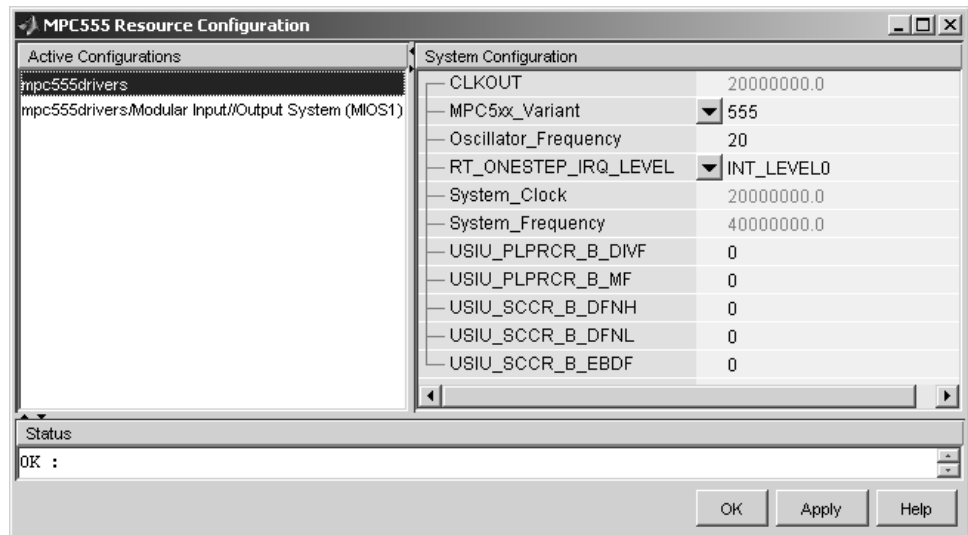 MPC555 Resource Configuration
Active Configurations
mpc555drivers
mpc555drivers/Modular Input//Output System (MIOS1)
System Configuration
CLKOUT 20000000.0
MPC5xx_Variant 555
Oscillator_Frequency 20
RT_ONESTEP_IRQ_LEVEL INT_LEVEL0
System_Clock 20000000.0
System_Frequency 40000000.0
USIU_PLPRCR_B_DIVF 0
USIU_PLPRCR_B_MF 0
USIU_SCCR_B_DFNH 0
USIU_SCCR_B_DFNL 0
USIU_SCCR_B_EBDF 0
Status
OK :
OK Apply Help